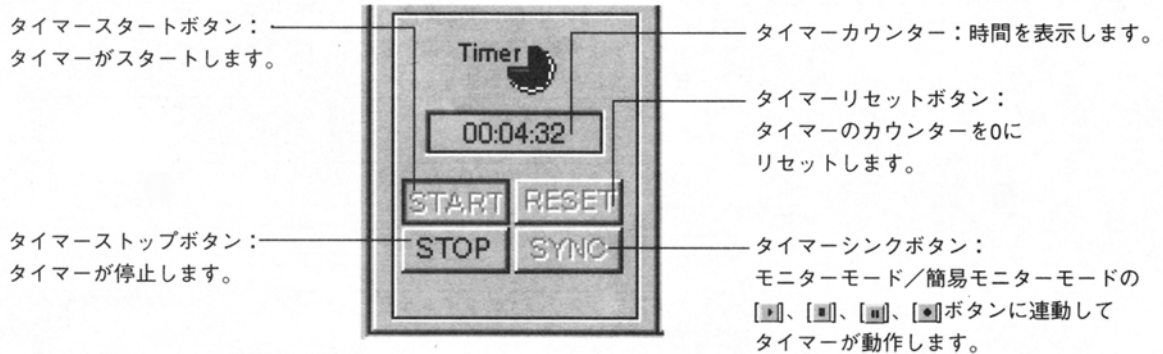 タイマースタートボタン：
タイマーがスタートします。
タイマーストップボタン：
タイマーが停止します。
Timer
00:04:32
START
RESET
STOP
SYNC
タイマーカウンター：時間を表示します。
タイマーリセットボタン：
タイマーのカウンターを0に
リセットします。
タイマーシンクボタン：
モニターモード／簡易モニターモードの
[▶]、[■]、[⏸]、[●]ボタンに連動して
タイマーが動作します。